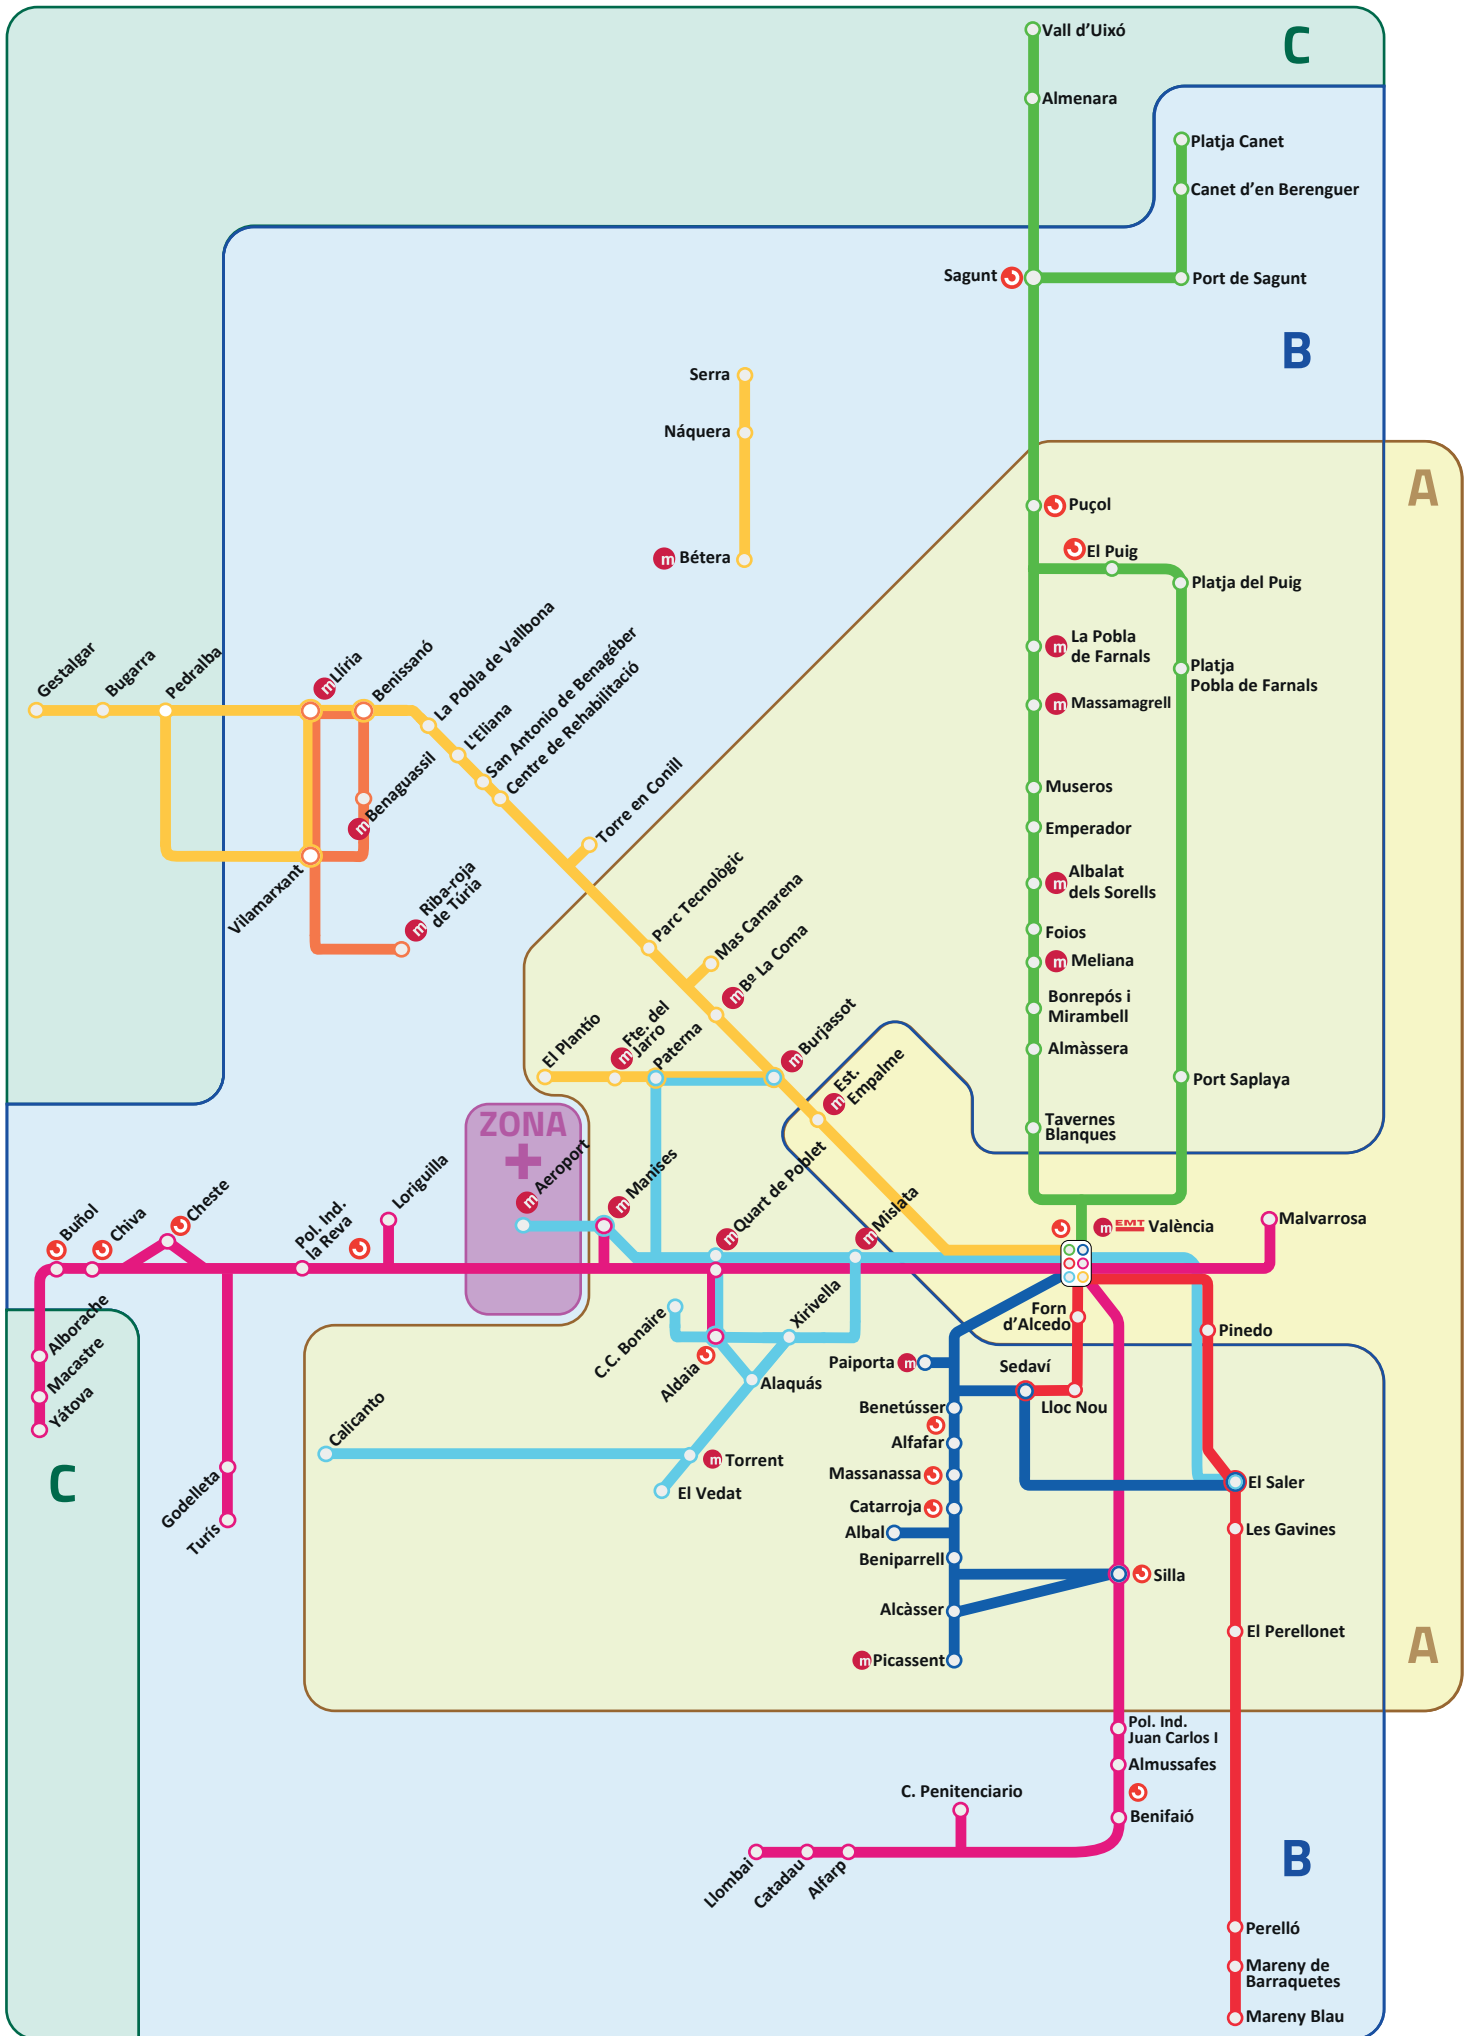 C
Vall d'Uixó
Almenara
Platja Canet
Canet d'en Berenguer
Sagunt
Port de Sagunt
B
Serra
Náquera
m Bétera
A
Puçol
El Puig
Platja del Puig
m La Pobla
de Farnals
Platja
Pobla de Farnals
m Massamagrell
Museros
Emperador
m Albalat
dels Sorells
Foios
m Meliana
Bonrepós i
Mirambell
Almàssera
Port Saplaya
Tavernes
Blanques
Gestalgar
Bugarra
Pedralba
m Llíria
Benissanó
La Pobla de Vallbona
L'Eliana
San Antonio de Benagéber
Centre de Rehabilitació
Torre en Conill
m Benaguassil
Vilamarxant
m Riba-roja
de Túria
Parc Tecnològic
Mas Camarena
m Bº La Coma
El Plantío
m Fte. del
Jarro
Paterna
m Burjassot
m Est.
Empalme
ZONA
+
m Aeroport
m Manises
m Quart de Poblet
m Mislata
m EMT València
Malvarrosa
Buñol
Chiva
Cheste
Pol. Ind.
la Reva
Loriguilla
Alborache
Macastre
Yátova
C
Godelleta
Turís
C.C. Bonaire
Xirivella
Aldaia
Alaquás
Calicanto
m Torrent
El Vedat
Forn
d'Alcedo
Pinedo
Paiporta m
Sedaví
Lloc Nou
Benetússer
Alfafar
Massanassa
Catarroja
Albal
Beniparrell
Alcàsser
m Picassent
El Saler
Les Gavines
Silla
El Perellonet
A
Pol. Ind.
Juan Carlos I
Almussafes
Benifaió
C. Penitenciario
Llombai
Catadau
Alfarp
B
Perelló
Mareny de
Barraquetes
Mareny Blau